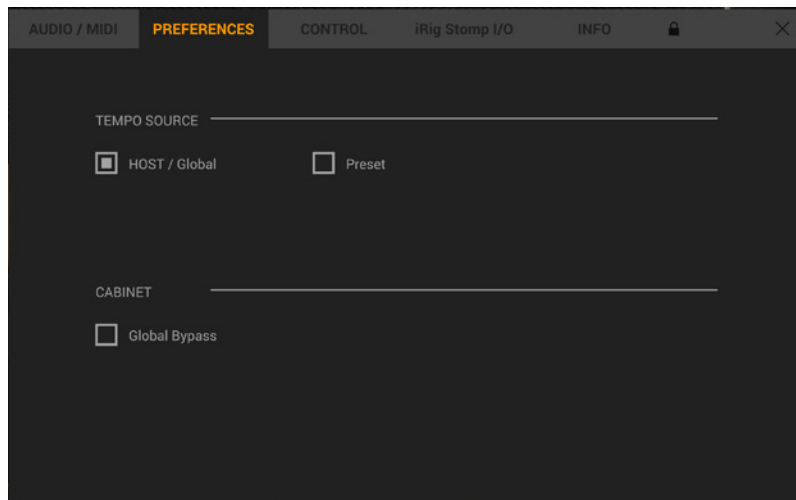 AUDIO / MIDI PREFERENCES CONTROL iRig Stomp I/O INFO
TEMPO SOURCE
HOST / Global Preset
CABINET
Global Bypass